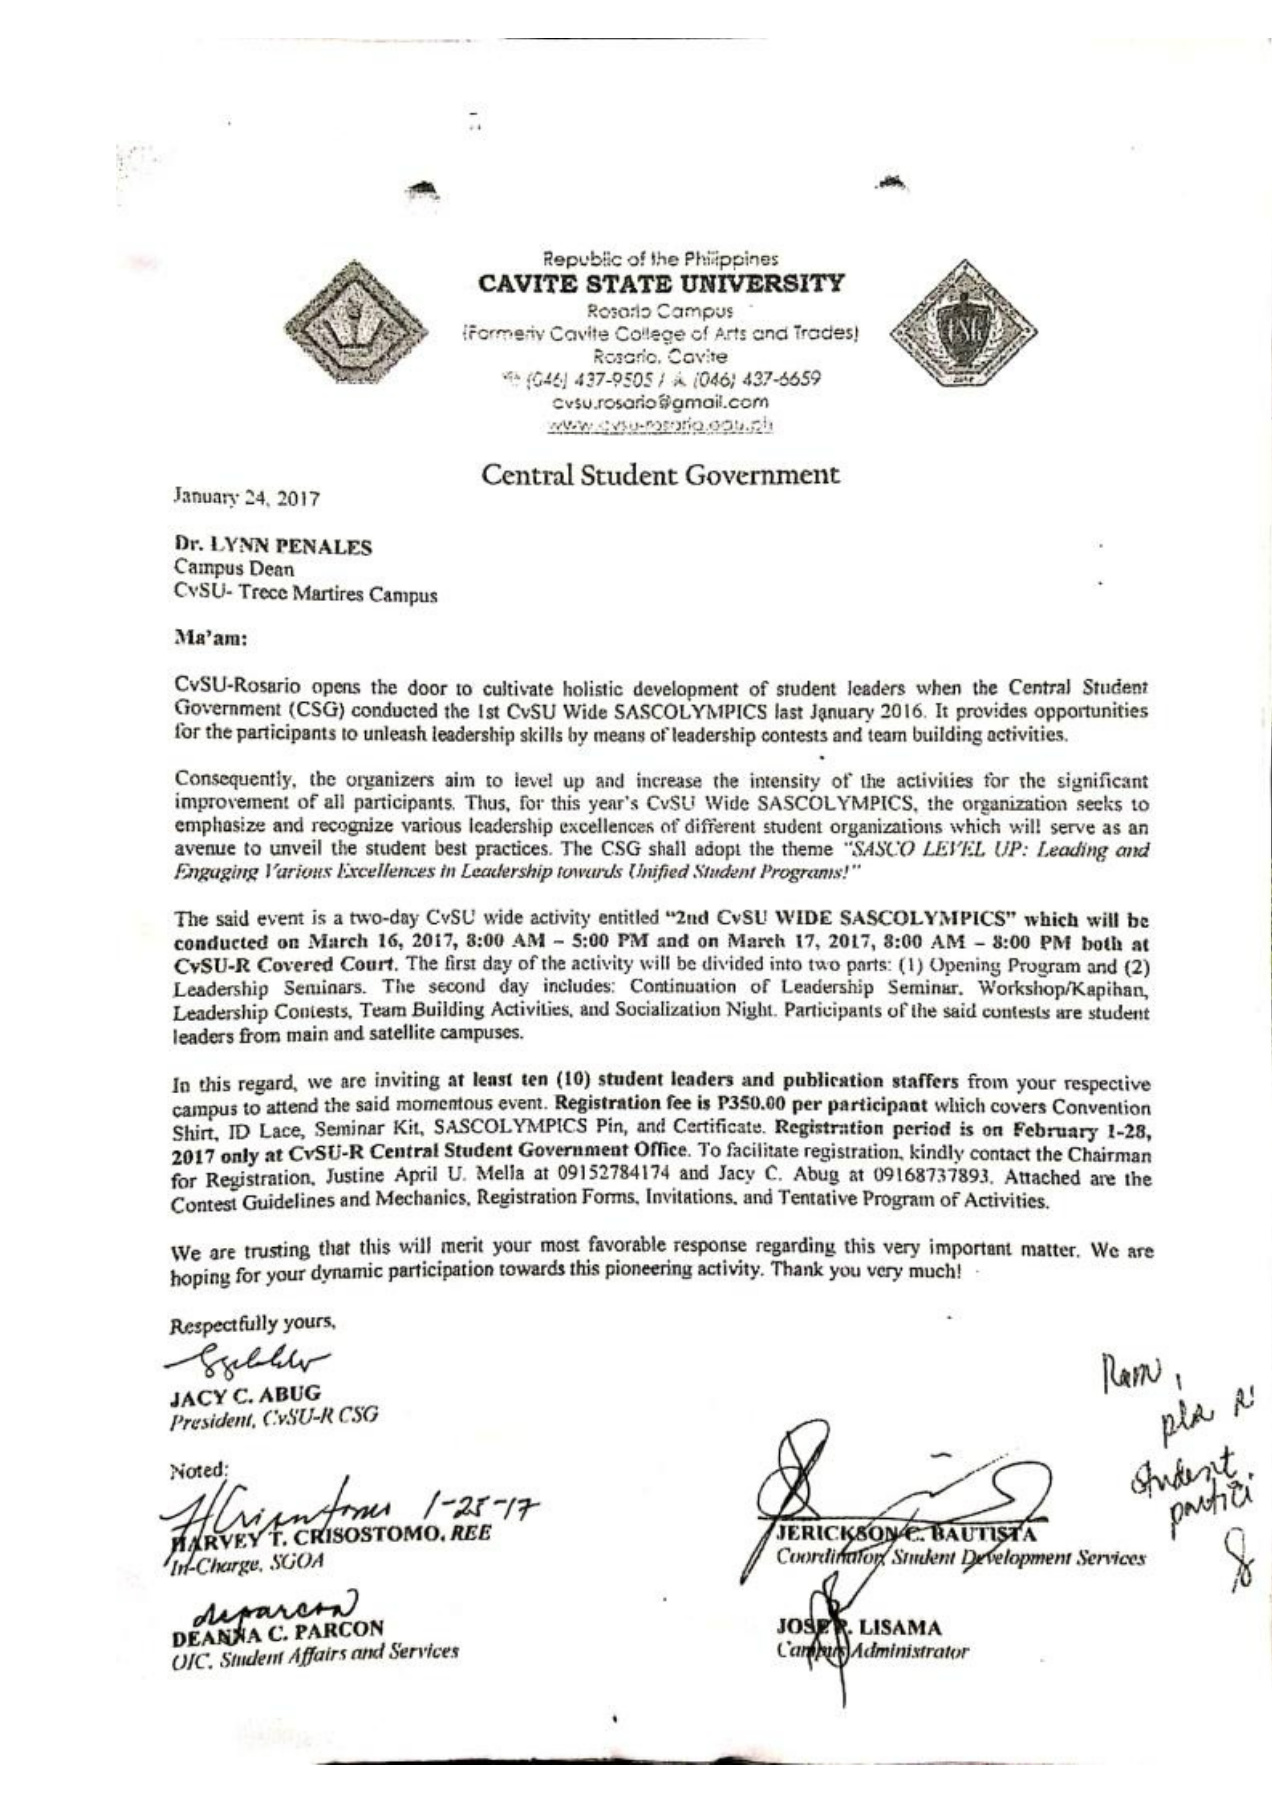 Republic of the Philippines
CAVITE STATE UNIVERSITY
Rosario Campus
(Formerly Cavite College of Arts and Trades)
Rosario, Cavite
(046) 437-9505 / (046) 437-6659
cvsu.rosario@gmail.com
www.cvsu-rosario.edu.ph
CSG
Central Student Government
January 24, 2017
Dr. LYNN PENALES
Campus Dean
CvSU- Trece Martires Campus
Ma'am:
CvSU-Rosario opens the door to cultivate holistic development of student leaders when the Central Student
Government (CSG) conducted the 1st CvSU Wide SASCOLYMPICS last January 2016. It provides opportunities
for the participants to unleash leadership skills by means of leadership contests and team building activities.
Consequently, the organizers aim to level up and increase the intensity of the activities for the significant
improvement of all participants. Thus, for this year's CvSU Wide SASCOLYMPICS, the organization seeks to
emphasize and recognize various leadership excellences of different student organizations which will serve as an
avenue to unveil the student best practices. The CSG shall adopt the theme "SASCO LEVEL UP: Leading and
Engaging Various Excellences in Leadership towards Unified Student Programs!"
The said event is a two-day CvSU wide activity entitled "2nd CvSU WIDE SASCOLYMPICS" which will be
conducted on March 16, 2017, 8:00 AM – 5:00 PM and on March 17, 2017, 8:00 AM – 8:00 PM both at
CvSU-R Covered Court. The first day of the activity will be divided into two parts: (1) Opening Program and (2)
Leadership Seminars. The second day includes: Continuation of Leadership Seminar, Workshop/Kapihan,
Leadership Contests, Team Building Activities, and Socialization Night. Participants of the said contests are student
leaders from main and satellite campuses.
In this regard, we are inviting at least ten (10) student leaders and publication staffers from your respective
campus to attend the said momentous event. Registration fee is P350.00 per participant which covers Convention
Shirt, ID Lace, Seminar Kit, SASCOLYMPICS Pin, and Certificate. Registration period is on February 1-28,
2017 only at CvSU-R Central Student Government Office. To facilitate registration, kindly contact the Chairman
for Registration, Justine April U. Mella at 09152784174 and Jacy C. Abug at 09168737893. Attached are the
Contest Guidelines and Mechanics, Registration Forms, Invitations, and Tentative Program of Activities.
We are trusting that this will merit your most favorable response regarding this very important matter. We are
hoping for your dynamic participation towards this pioneering activity. Thank you very much!
Respectfully yours,
JACY C. ABUG
President, CvSU-R CSG
Noted:
1-25-17
HARVEY T. CRISOSTOMO, REE
In-Charge, SGOA
JERICKSON C. BAUTISTA
Coordinator, Student Development Services
deparcon
DEANNA C. PARCON
OIC, Student Affairs and Services
JOSE P. LISAMA
Campus Administrator
student